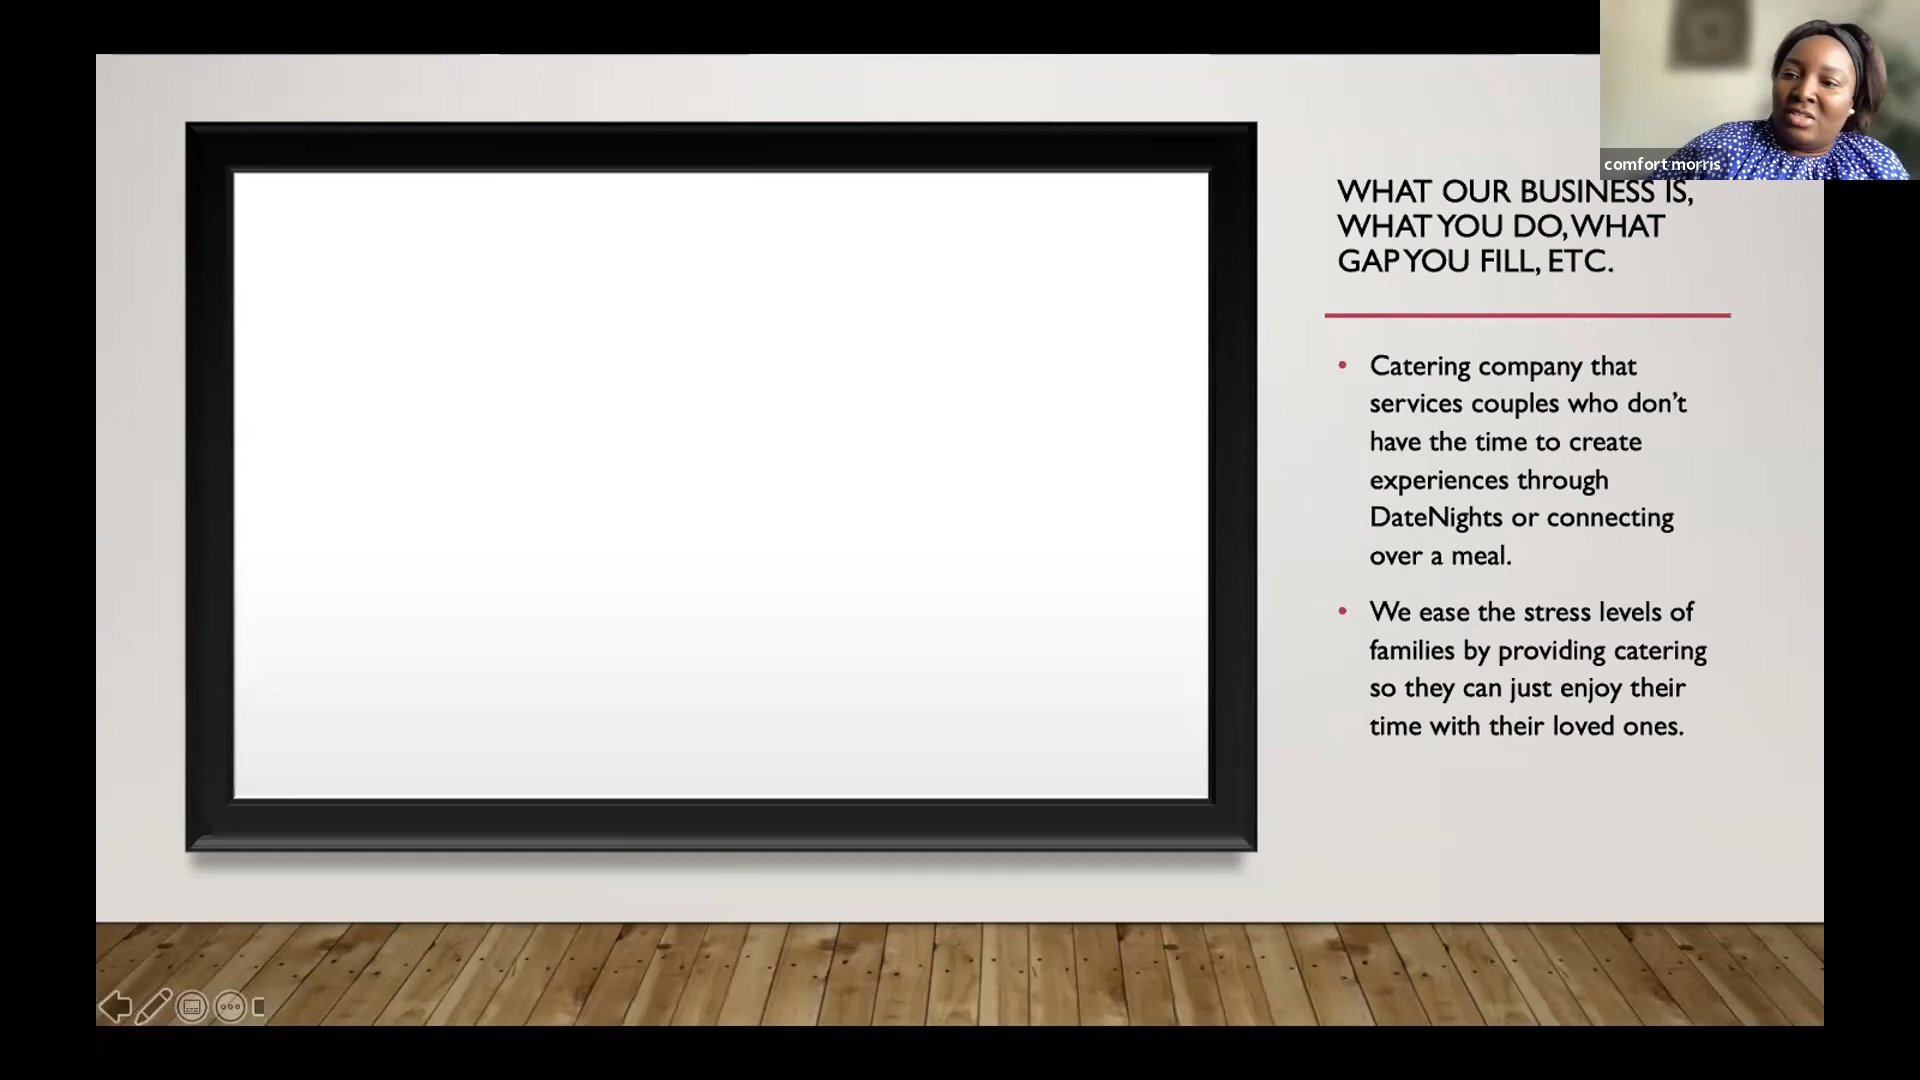 comfort morris
WHAT OUR BUSINESS IS,
WHAT YOU DO, WHAT
GAP YOU FILL, ETC.
• Catering company that
services couples who don’t
have the time to create
experiences through
DateNights or connecting
over a meal.
• We ease the stress levels of
families by providing catering
so they can just enjoy their
time with their loved ones.